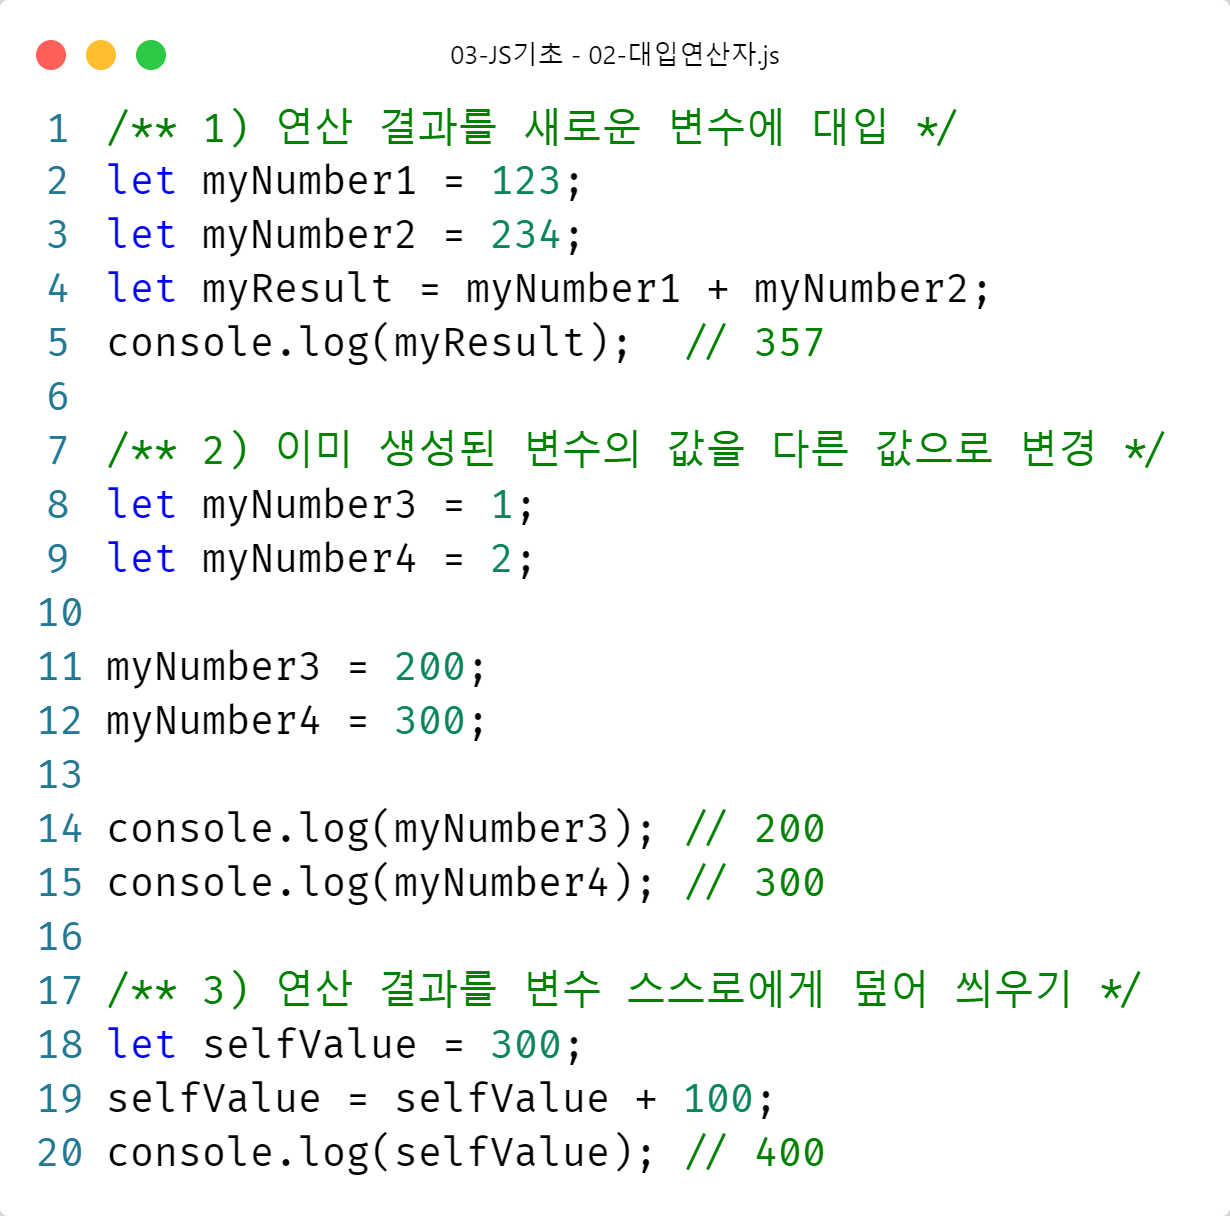 03-JS기초 - 02-대입연산자.js
1 /** 1) 연산 결과를 새로운 변수에 대입 */
2 let myNumber1 = 123;
3 let myNumber2 = 234;
4 let myResult = myNumber1 + myNumber2;
5 console.log(myResult);  // 357
6
7 /** 2) 이미 생성된 변수의 값을 다른 값으로 변경 */
8 let myNumber3 = 1;
9 let myNumber4 = 2;
10
11 myNumber3 = 200;
12 myNumber4 = 300;
13
14 console.log(myNumber3); // 200
15 console.log(myNumber4); // 300
16
17 /** 3) 연산 결과를 변수 스스로에게 덮어 씌우기 */
18 let selfValue = 300;
19 selfValue = selfValue + 100;
20 console.log(selfValue); // 400